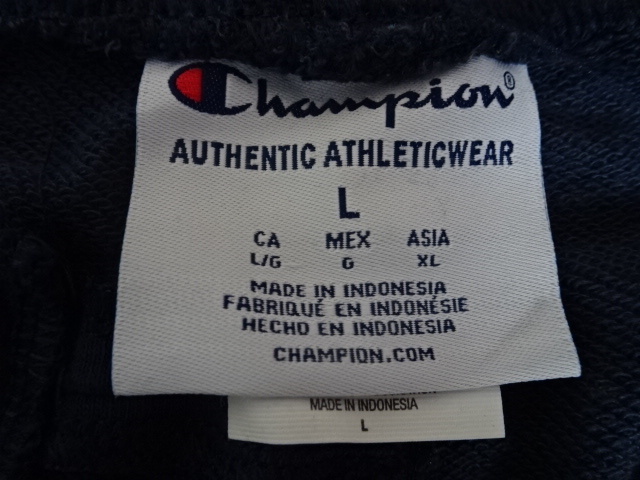 Champion®
AUTHENTIC ATHLETICWEAR
L
CA MEX ASIA
L/G G XL
MADE IN INDONESIA
FABRIQUÉ EN INDONÉSIE
HECHO EN INDONESIA
CHAMPION.COM
MADE IN INDONESIA
L